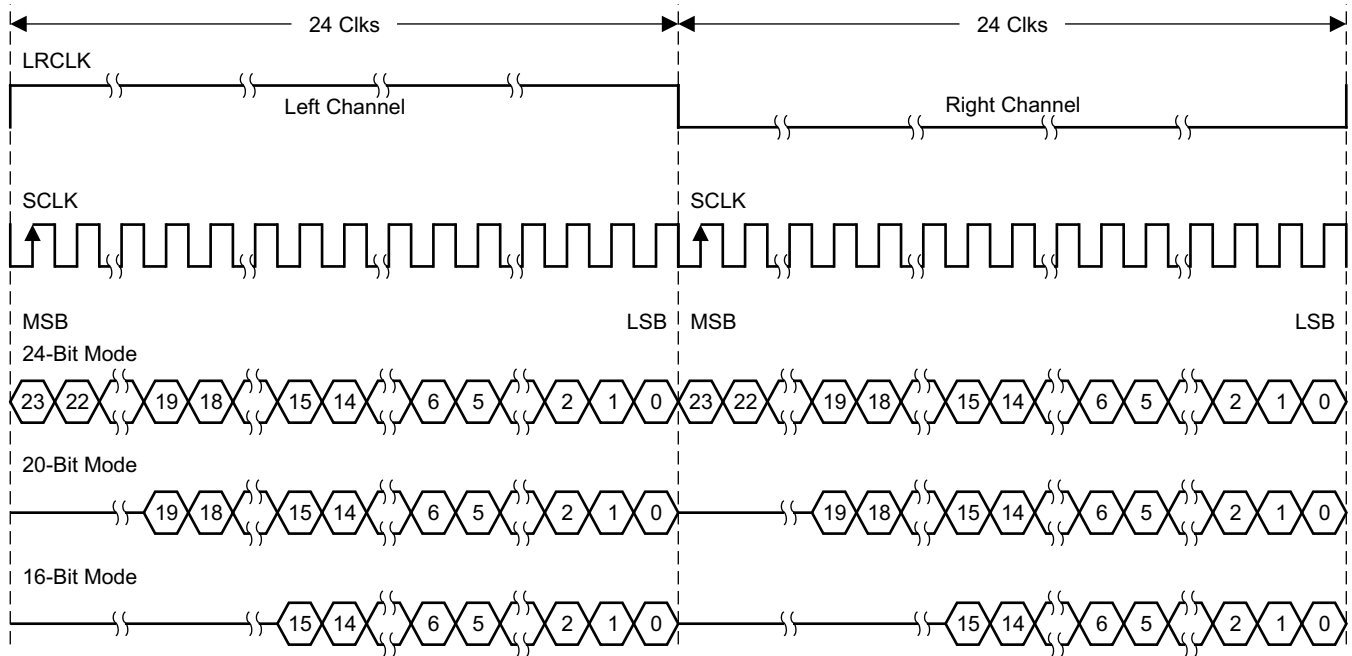 24 Clks 24 Clks
LRCLK
Left Channel Right Channel
SCLK SCLK
MSB LSB MSB LSB
24-Bit Mode
23 22 19 18 15 14 6 5 2 1 0 23 22 19 18 15 14 6 5 2 1 0
20-Bit Mode
19 18 15 14 6 5 2 1 0 19 18 15 14 6 5 2 1 0
16-Bit Mode
15 14 6 5 2 1 0 15 14 6 5 2 1 0